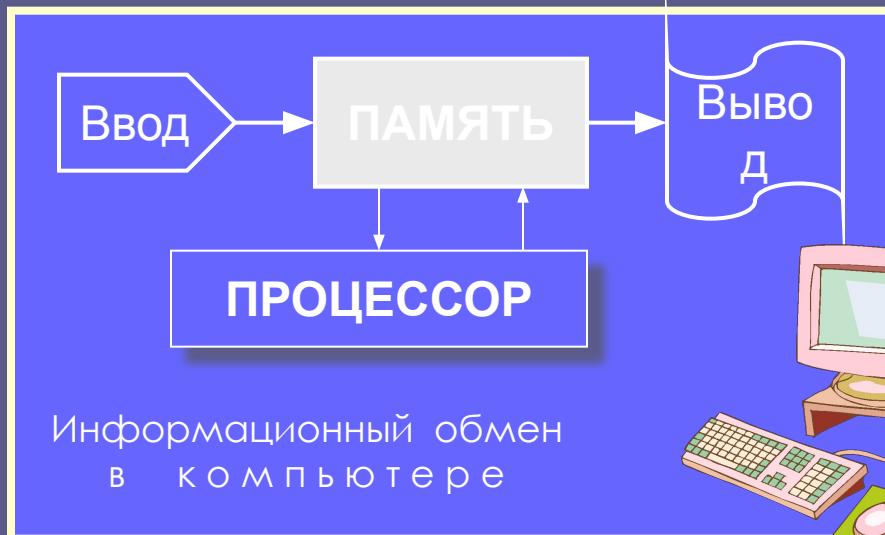 Ввод
ПАМЯТЬ
Выво
д
ПРОЦЕССОР
Информационный обмен
в компьютере